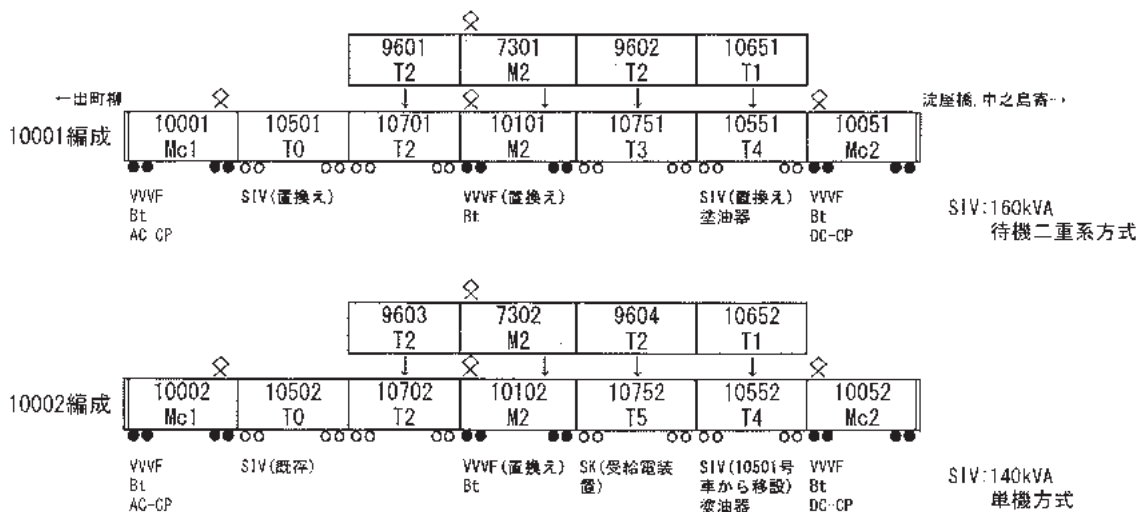 9601 7301 9602 10651
T2 M2 T2 T1
←出町柳
淀屋橋,中之島寄→
10001編成
10001 10501 10701 10101 10751 10551 10051
Mc1 T0 T2 M2 T3 T4 Mc2
VVVF
Bt
AC-CP
SIV(置換え)
VVVF(置換え)
Bt
SIV(置換え)
塗油器
VVVF
Bt
DC-CP
SIV:160kVA
待機二重系方式
9603 7302 9604 10652
T2 M2 T2 T1
10002編成
10002 10502 10702 10102 10752 10552 10052
Mc1 T0 T2 M2 T5 T4 Mc2
VVVF
Bt
AC-CP
SIV(既存)
VVVF(置換え)
Bt
SK(受給電装
置)
SIV(10501号
車から移設)
塗油器
VVVF
Bt
DC-CP
SIV:140kVA
単機方式